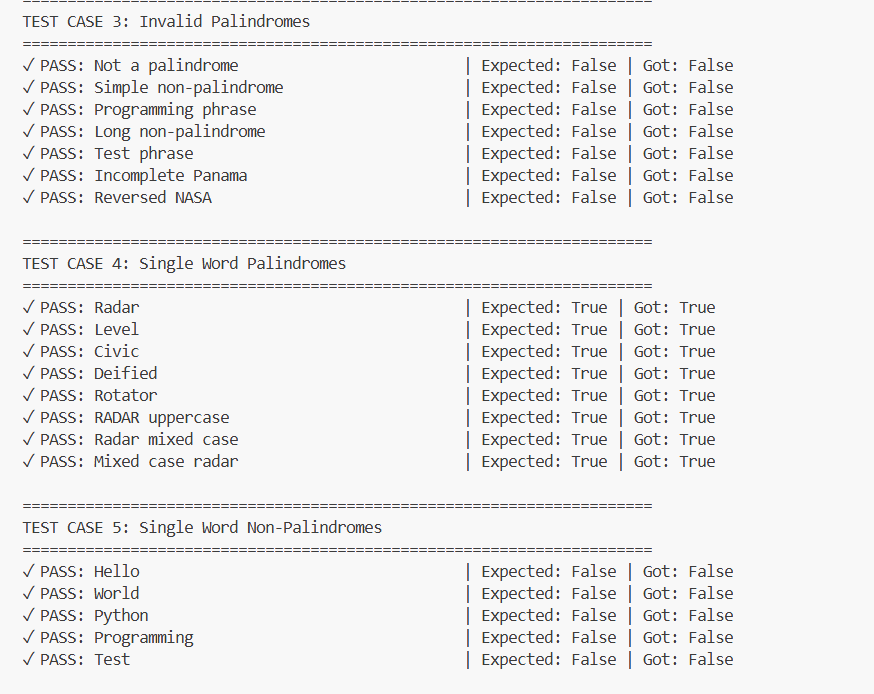 ======================================================================
TEST CASE 3: Invalid Palindromes
======================================================================
✓ PASS: Not a palindrome | Expected: False | Got: False
✓ PASS: Simple non-palindrome | Expected: False | Got: False
✓ PASS: Programming phrase | Expected: False | Got: False
✓ PASS: Long non-palindrome | Expected: False | Got: False
✓ PASS: Test phrase | Expected: False | Got: False
✓ PASS: Incomplete Panama | Expected: False | Got: False
✓ PASS: Reversed NASA | Expected: False | Got: False
======================================================================
TEST CASE 4: Single Word Palindromes
======================================================================
✓ PASS: Radar | Expected: True | Got: True
✓ PASS: Level | Expected: True | Got: True
✓ PASS: Civic | Expected: True | Got: True
✓ PASS: Deified | Expected: True | Got: True
✓ PASS: Rotator | Expected: True | Got: True
✓ PASS: RADAR uppercase | Expected: True | Got: True
✓ PASS: Radar mixed case | Expected: True | Got: True
✓ PASS: Mixed case radar | Expected: True | Got: True
======================================================================
TEST CASE 5: Single Word Non-Palindromes
======================================================================
✓ PASS: Hello | Expected: False | Got: False
✓ PASS: World | Expected: False | Got: False
✓ PASS: Python | Expected: False | Got: False
✓ PASS: Programming | Expected: False | Got: False
✓ PASS: Test | Expected: False | Got: False